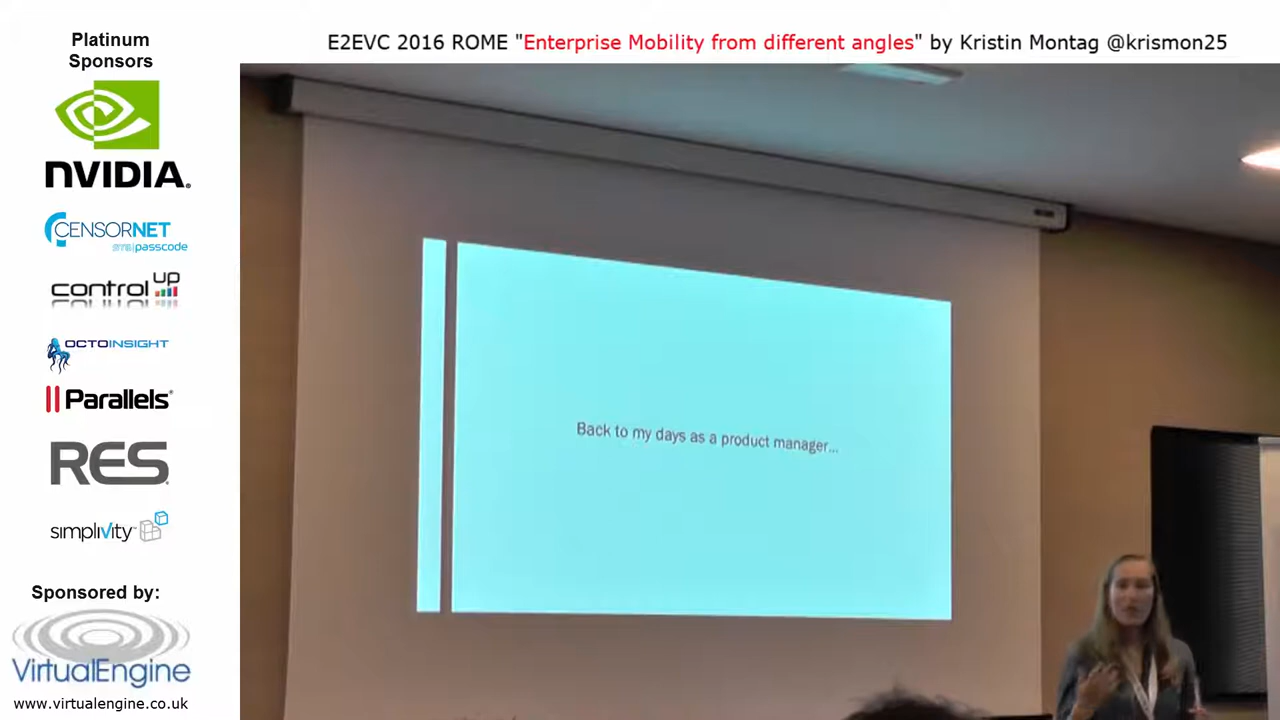 Platinum
Sponsors
E2EVC 2016 ROME "Enterprise Mobility from different angles" by Kristin Montag @krismon25
NVIDIA
CENSORNET
SMS passcode
control UP
OCTOINSIGHT
Parallels
RES
simplivity
Sponsored by:
VirtualEngine
www.virtualengine.co.uk
Back to my days as a product manager...